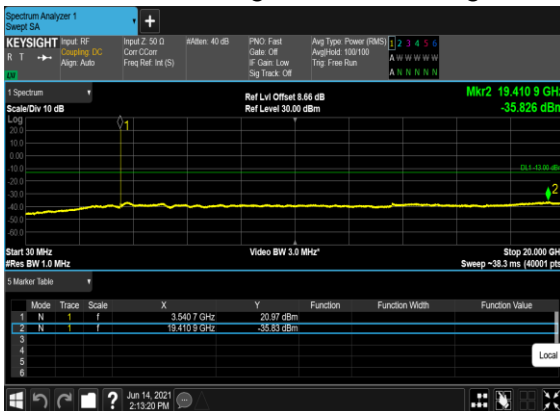 Spectrum Analyzer 1
Swept SA
KEYSIGHT Input: RF Input Z: 50 Ω #Atten: 40 dB PNO: Fast Avg Type: Power (RMS) 1 2 3 4 5 6
R T Coupling: DC Corr CCorr Gate: Off Avg|Hold: 100/100 A W W W W W
Align: Auto Freq Ref: Int (S) IF Gain: Low Trig: Free Run
LV Sig Track: Off A N N N N N
1 Spectrum Ref Lvl Offset 8.66 dB Mkr2 19.410 9 GHz
Scale/Div 10 dB Ref Level 30.00 dBm -35.826 dBm
Log
20.0 1
10.0
0.00
-10.0 DL1 -13.00 dBm
-20.0
-30.0 2
-40.0
-50.0
-60.0
Start 30 MHz Video BW 3.0 MHz* Stop 20.000 GH
#Res BW 1.0 MHz Sweep ~38.3 ms (40001 pts
5 Marker Table
Mode Trace Scale X Y Function Function Width Function Value
1 N 1 f 3.540 7 GHz 20.97 dBm
2 N 1 f 19.410 9 GHz -35.83 dBm
3
4
5
6
Local
? Jun 14, 2021
2:13:20 PM